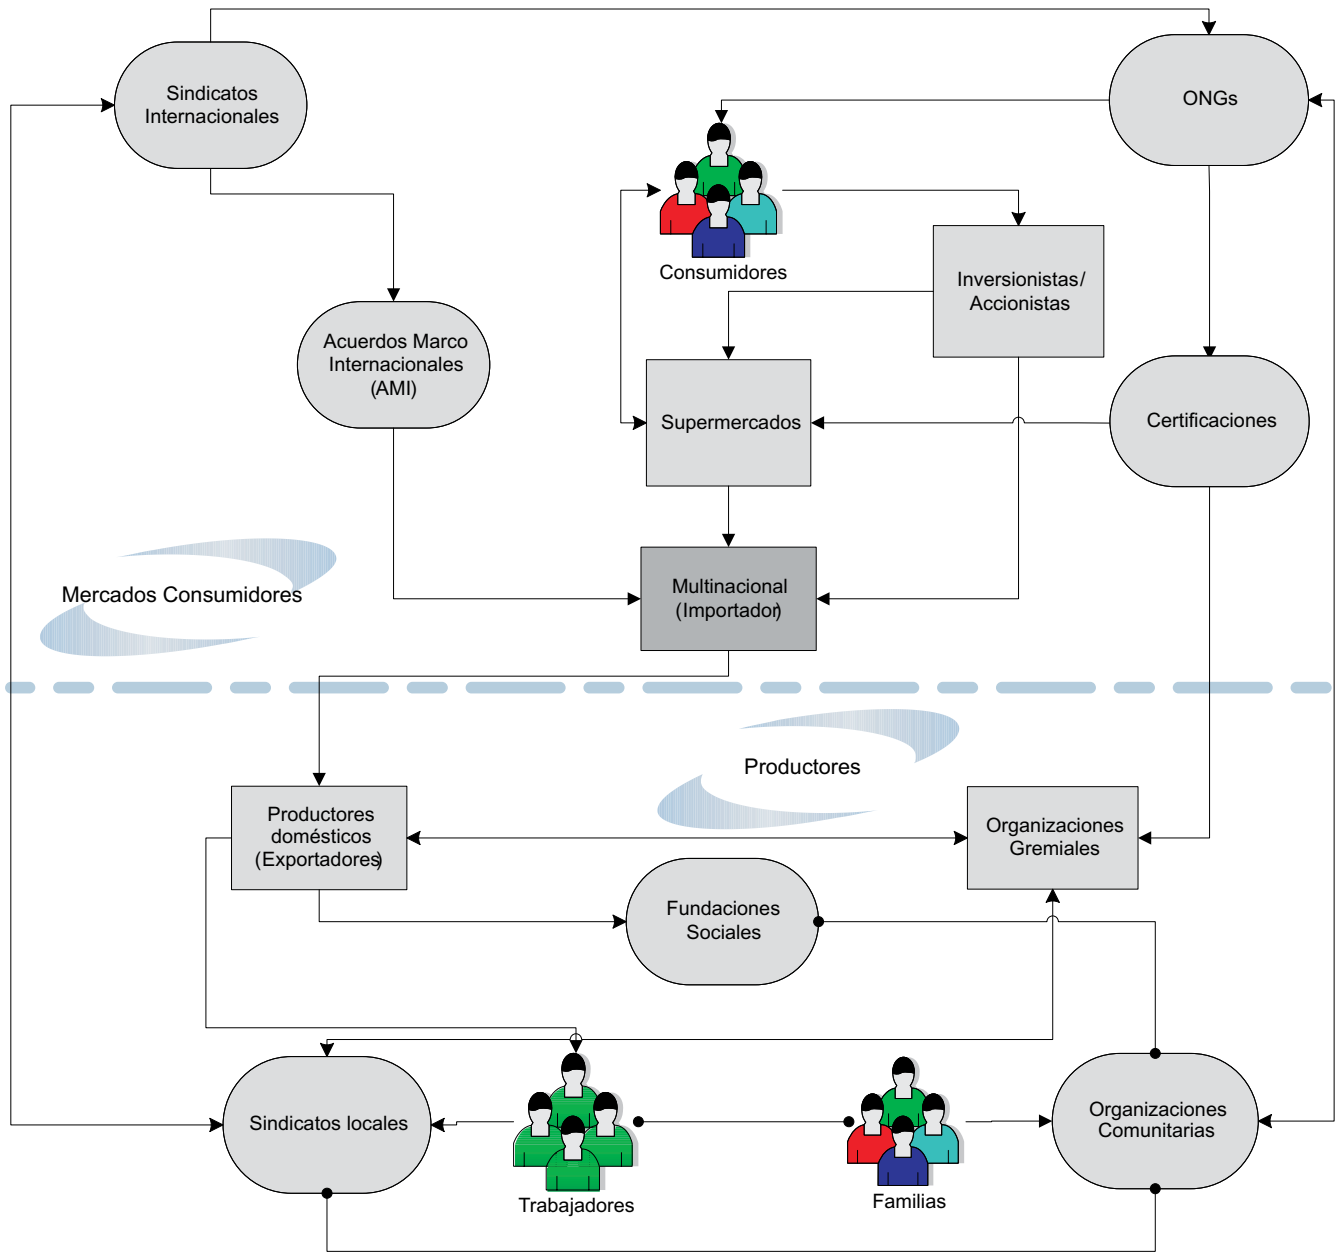 Sindicatos
Internacionales
ONGs
Consumidores
Inversionistas/
Accionistas
Acuerdos Marco
Internacionales
(AMI)
Supermercados
Certificaciones
Multinacional
(Importador)
Mercados Consumidores
Productores
Productores
domésticos
(Exportadores)
Organizaciones
Gremiales
Fundaciones
Sociales
Sindicatos locales
Trabajadores
Familias
Organizaciones
Comunitarias